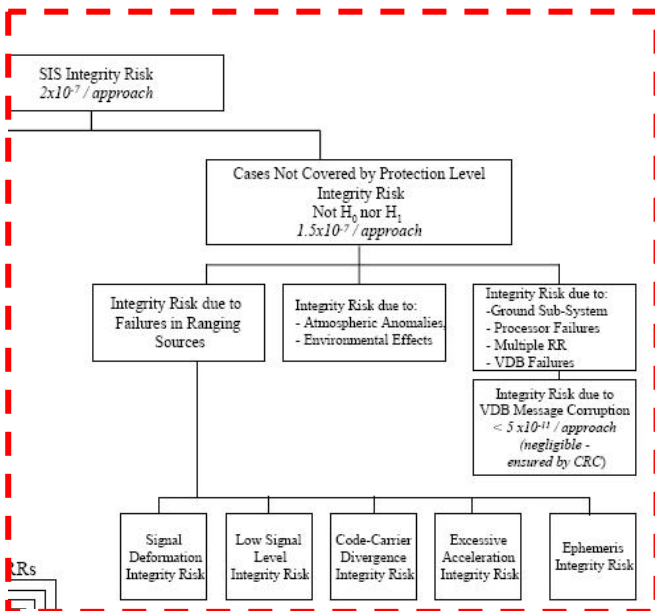 SIS Integrity Risk
2x10⁻⁷ / approach
Cases Not Covered by Protection Level
Integrity Risk
Not H₀ nor H₁
1.5x10⁻⁷ / approach
Integrity Risk due to
Failures in Ranging
Sources
Integrity Risk due to:
- Atmospheric Anomalies,
- Environmental Effects
Integrity Risk due to:
-Ground Sub-System
- Processor Failures
- Multiple RR
- VDB Failures
Integrity Risk due to
VDB Message Corruption
< 5 x10⁻¹¹ / approach
(negligible -
ensured by CRC)
Signal
Deformation
Integrity Risk
Low Signal
Level
Integrity Risk
Code-Carrier
Divergence
Integrity Risk
Excessive
Acceleration
Integrity Risk
Ephemeris
Integrity Risk
RRs